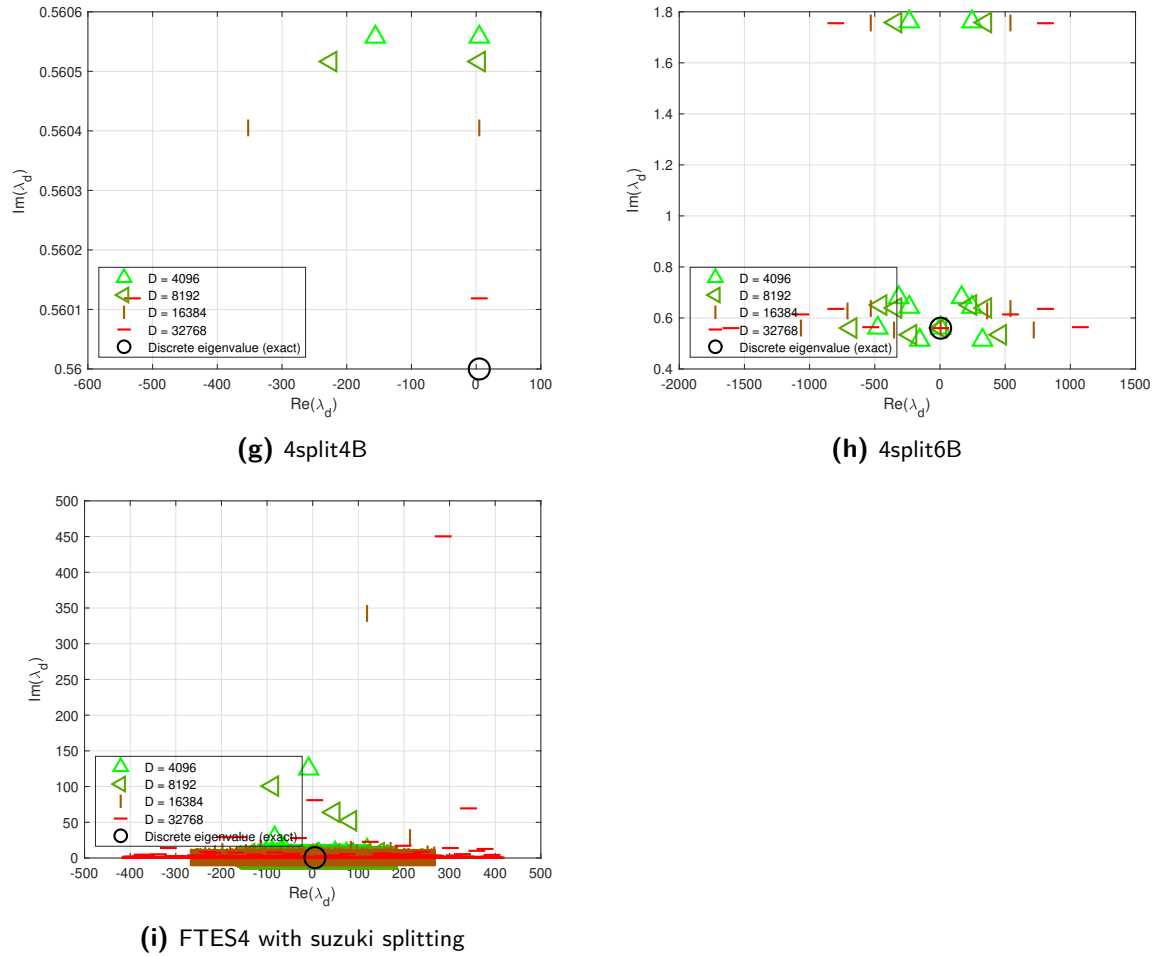 0.5606
0.5605
0.5604
0.5603
0.5602
0.5601
0.56
Im(λd)
D = 4096
D = 8192
D = 16384
D = 32768
Discrete eigenvalue (exact)
-600 -500 -400 -300 -200 -100 0 100
Re(λd)
(g) 4split4B
1.8
1.6
1.4
1.2
1
0.8
0.6
0.4
Im(λd)
D = 4096
D = 8192
D = 16384
D = 32768
Discrete eigenvalue (exact)
-2000 -1500 -1000 -500 0 500 1000 1500
Re(λd)
(h) 4split6B
500
450
400
350
300
250
200
150
100
50
0
Im(λd)
D = 4096
D = 8192
D = 16384
D = 32768
Discrete eigenvalue (exact)
-500 -400 -300 -200 -100 0 100 200 300 400 500
Re(λd)
(i) FTES4 with suzuki splitting